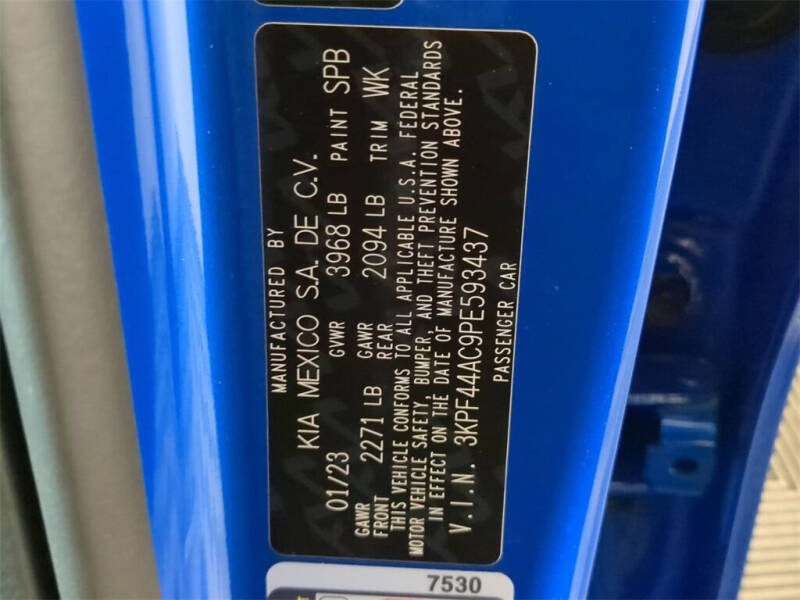 MANUFACTURED BY
KIA MEXICO S.A. DE C.V.
01/23 GVWR 3968 LB PAINT SPB
GAWR FRONT 2271 LB GAWR REAR 2094 LB TRIM WK
THIS VEHICLE CONFORMS TO ALL APPLICABLE U.S.A. FEDERAL
MOTOR VEHICLE SAFETY, BUMPER, AND THEFT PREVENTION STANDARDS
IN EFFECT ON THE DATE OF MANUFACTURE SHOWN ABOVE.
V.I.N. 3KPF44AC9PE593437
PASSENGER CAR
7530